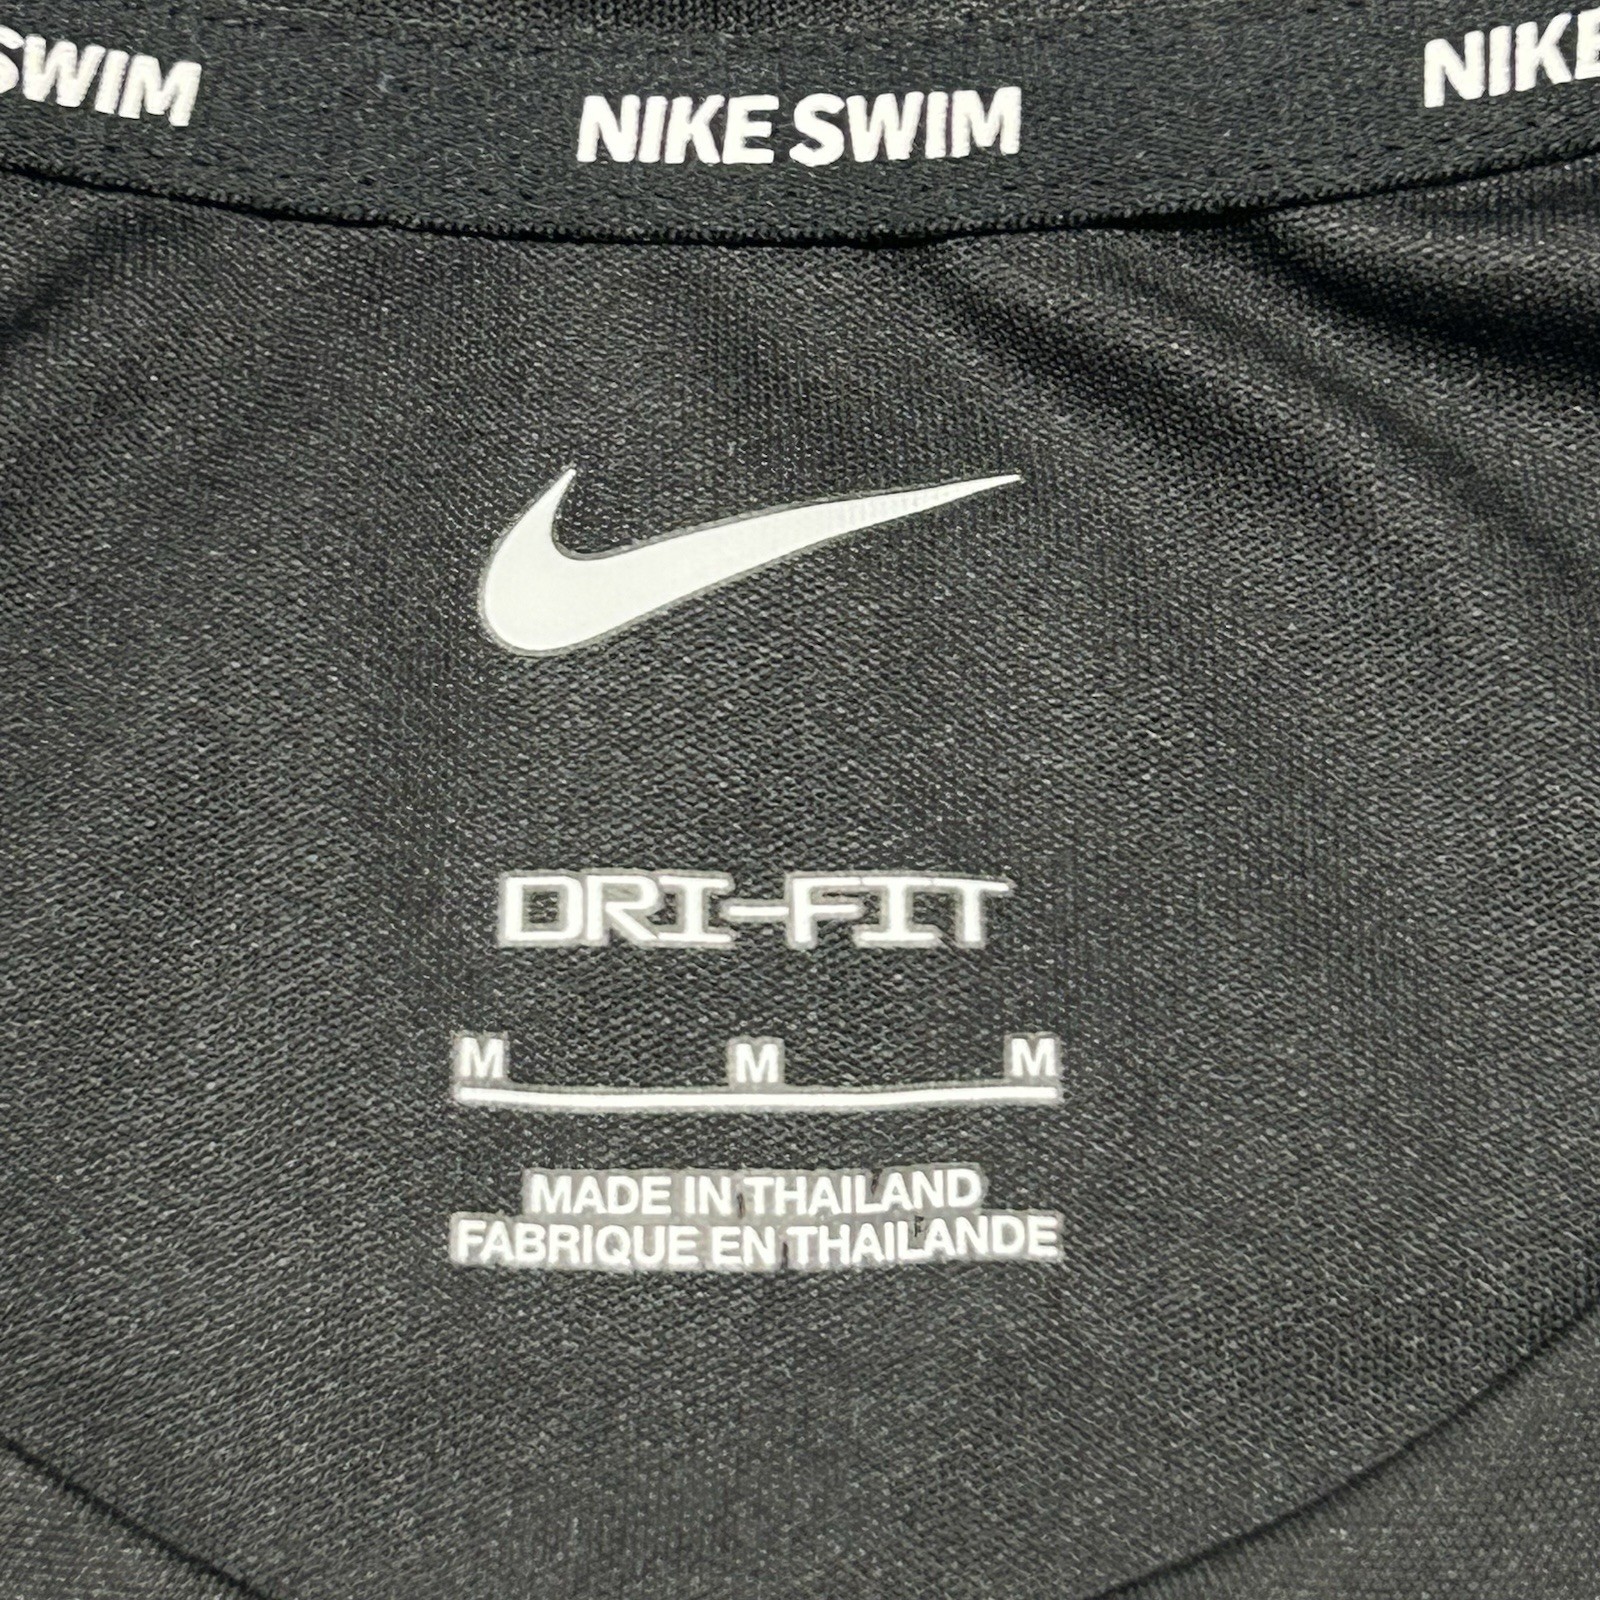 SWIM NIKE SWIM NIKE
DRI-FIT
M M M
MADE IN THAILAND
FABRIQUE EN THAILANDE